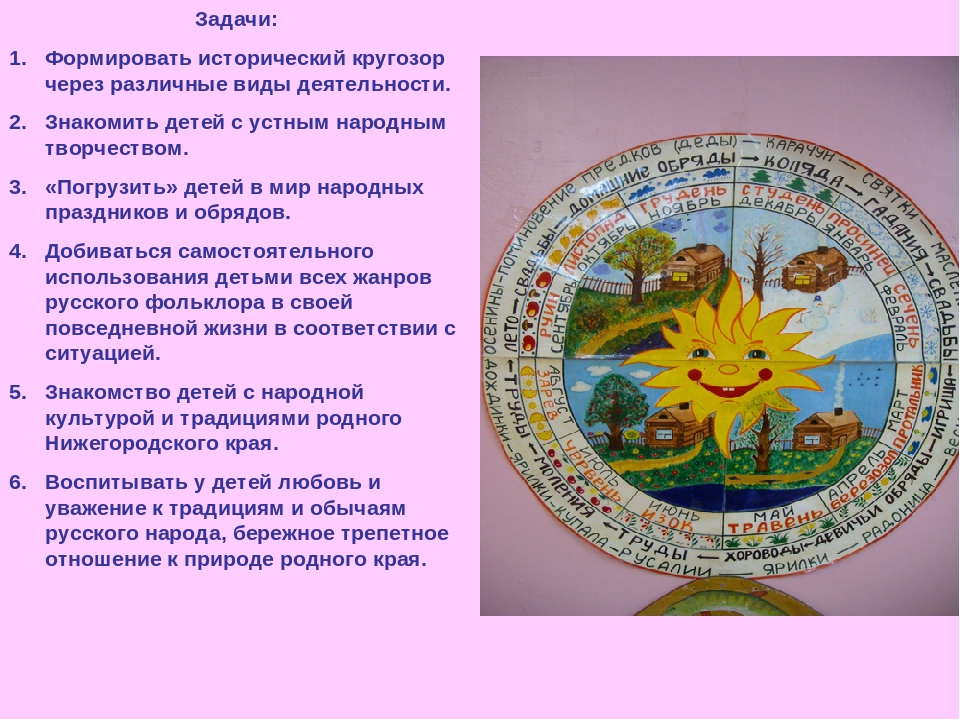 Задачи:
1. Формировать исторический кругозор
через различные виды деятельности.
2. Знакомить детей с устным народным
творчеством.
3. «Погрузить» детей в мир народных
праздников и обрядов.
4. Добиваться самостоятельного
использования детьми всех жанров
русского фольклора в своей
повседневной жизни в соответствии с
ситуацией.
5. Знакомство детей с народной
культурой и традициями родного
Нижегородского края.
6. Воспитывать у детей любовь и
уважение к традициям и обычаям
русского народа, бережное трепетное
отношение к природе родного края.
ПОМИНОВЕНИЕ ПРЕДКОВ (ДЕДЫ) — КАРАЧУН — СВЯТКИ —
РАДОНИЦА — ЯРИЛКИ — РУСАЛИИ — КУПАЛА — ЯРИЛКИ — ДОЖИНКИ — ОСЕНИНЫ —
ДОМАШНИЕ ОБРЯДЫ → КОЛЯДА → ГАДАНИЯ → СВАДЬБЫ — ИГРИЩА — ДЕВИЧЬИ ОБРЯДЫ ← ХОРОВОДЫ — ТРУДЫ ← МОЛЕНИЯ ← ТРУДЫ → ЛЕТО → СВАДЬБЫ →
СТУДЕНЬ ПРОСИНЕЦ СЕЧЕНЬ ПРОТАЛЬНИК березозол ТРАВЕНЬ ИЗОК ЧЕРВЕНЬ ЗАРЕВ РУИН ЛИСТОПАД ГРУДЕНЬ
ДЕКАБРЬ ЯНВАРЬ ФЕВРАЛЬ МАРТ АПРЕЛЬ МАЙ ИЮНЬ ИЮЛЬ АВГУСТ СЕНТЯБРЬ ОКТЯБРЬ НОЯБРЬ